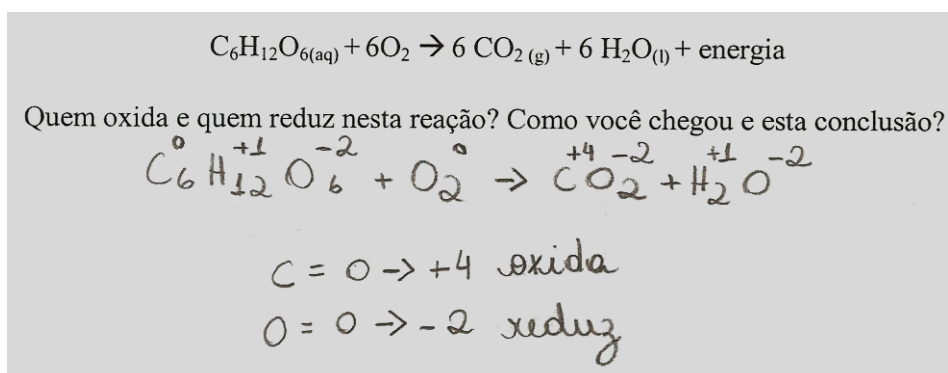 C₆H₁₂O₆₍aq₎ + 6O₂ → 6 CO₂ (g) + 6 H₂O(l) + energia
Quem oxida e quem reduz nesta reação? Como você chegou e esta conclusão?
0 +1 -2 0 +4 -2 +1 -2
C₆ H₁₂ O₆ + O₂ → CO₂ + H₂O
C = 0 -> +4 oxida
O = 0 -> -2 reduz